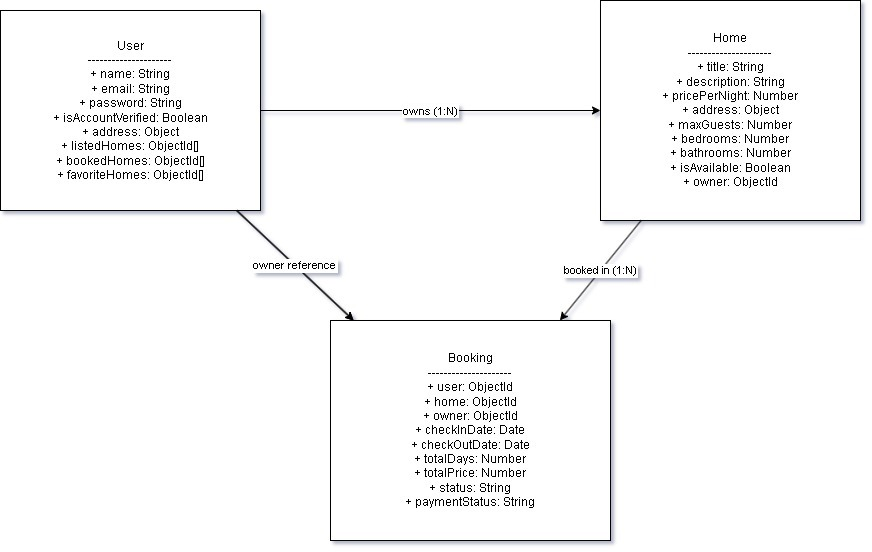 User
---------------------
+ name: String
+ email: String
+ password: String
+ isAccountVerified: Boolean
+ address: Object
+ listedHomes: ObjectId[]
+ bookedHomes: ObjectId[]
+ favoriteHomes: ObjectId[]
owns (1:N)
Home
---------------------
+ title: String
+ description: String
+ pricePerNight: Number
+ address: Object
+ maxGuests: Number
+ bedrooms: Number
+ bathrooms: Number
+ isAvailable: Boolean
+ owner: ObjectId
owner reference
booked in (1:N)
Booking
---------------------
+ user: ObjectId
+ home: ObjectId
+ owner: ObjectId
+ checkInDate: Date
+ checkOutDate: Date
+ totalDays: Number
+ totalPrice: Number
+ status: String
+ paymentStatus: String